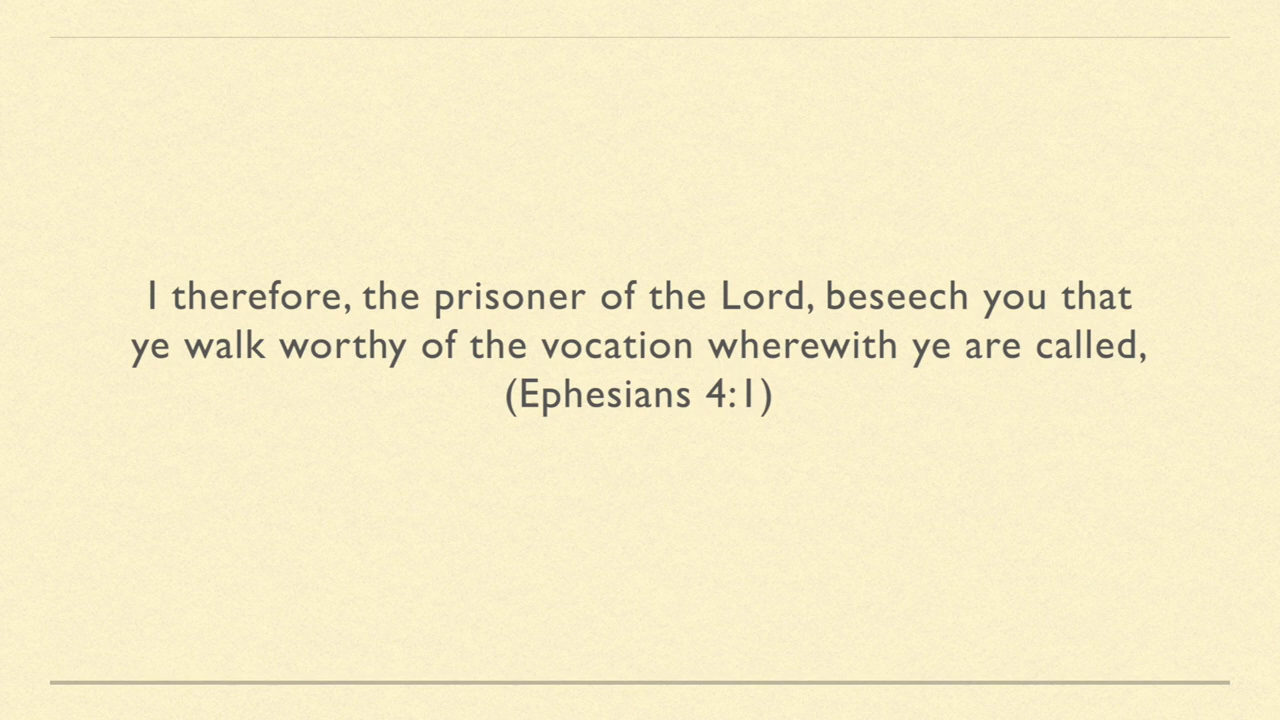 I therefore, the prisoner of the Lord, beseech you that
ye walk worthy of the vocation wherewith ye are called,
(Ephesians 4:1)